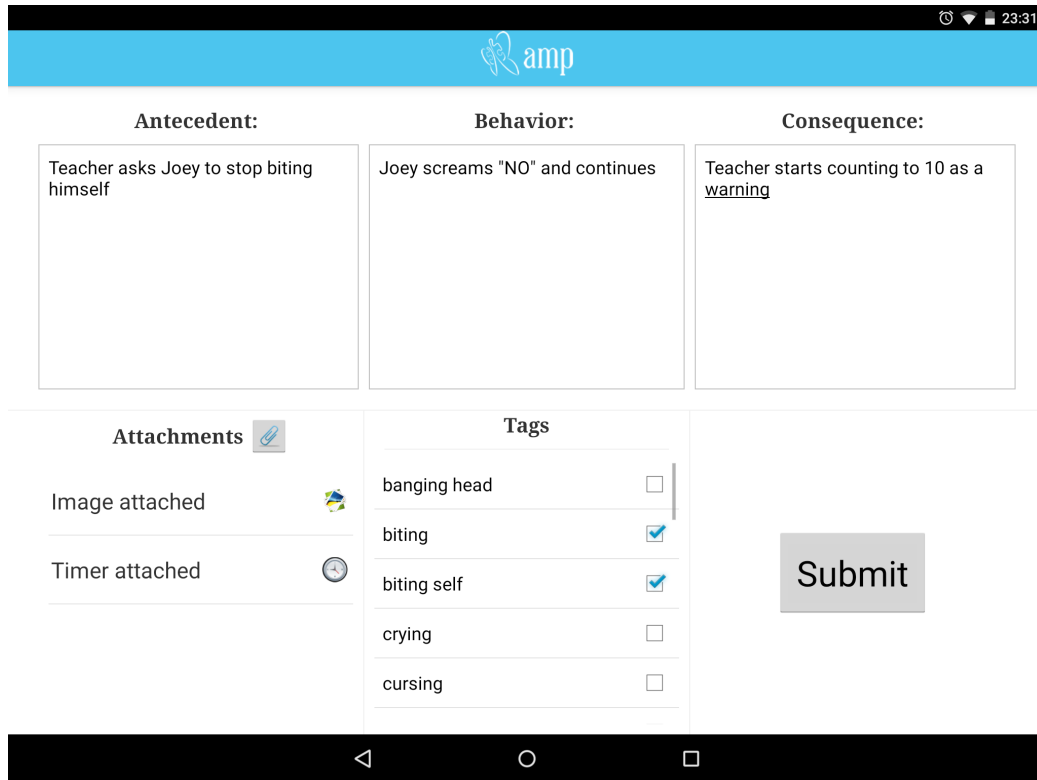 23:31
amp
Antecedent:
Behavior:
Consequence:
Teacher asks Joey to stop biting
himself
Joey screams "NO" and continues
Teacher starts counting to 10 as a
warning
Attachments
Image attached
Timer attached
Tags
banging head
biting
biting self
crying
cursing
Submit